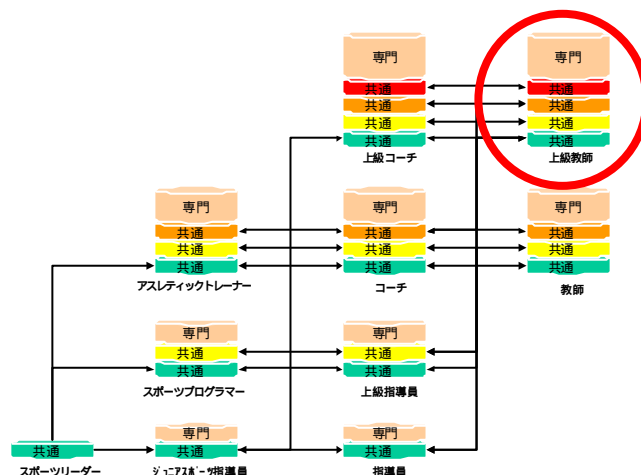 専門
専門
共通
共通
共通
共通
共通
共通
共通
共通
上級コーチ
上級教師
専門
専門
専門
共通
共通
共通
共通
共通
共通
共通
共通
共通
アスレティックトレーナー
コーチ
教師
専門
専門
共通
共通
共通
共通
スポーツプログラマー
上級指導員
専門
専門
共通
共通
共通
スポーツリーダー
ジュニアスポーツ指導員
指導員